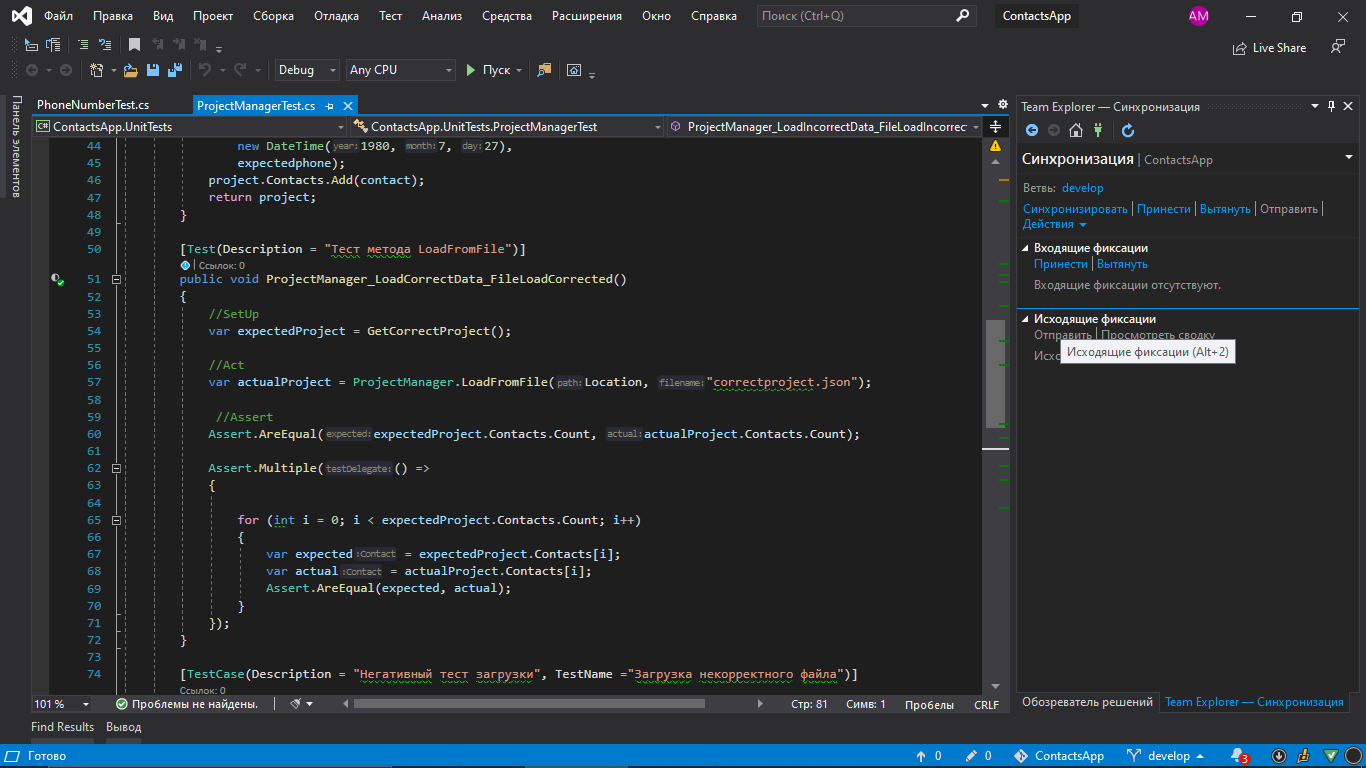 Файл Правка Вид Проект Сборка Отладка Тест Анализ Средства Расширения Окно Справка Поиск (Ctrl+Q) ContactsApp AM
Live Share
Debug Any CPU Пуск
Панель элементов
PhoneNumberTest.cs ProjectManagerTest.cs
ContactsApp.UnitTests ContactsApp.UnitTests.ProjectManagerTest ProjectManager_LoadIncorrectData_FileLoadIncorrec
44 new DateTime(year:1980, month:7, day:27),
45 expectedphone);
46 project.Contacts.Add(contact);
47 return project;
48 }
49
50 [Test(Description = "Тест метода LoadFromFile")]
Ссылок: 0
51 public void ProjectManager_LoadCorrectData_FileLoadCorrected()
52 {
53 //SetUp
54 var expectedProject = GetCorrectProject();
55
56 //Act
57 var actualProject = ProjectManager.LoadFromFile(path:Location, filename:"correctproject.json");
58
59 //Assert
60 Assert.AreEqual(expected:expectedProject.Contacts.Count, actual:actualProject.Contacts.Count);
61
62 Assert.Multiple(testDelegate:() =>
63 {
64
65 for (int i = 0; i < expectedProject.Contacts.Count; i++)
66 {
67 var expected:Contact = expectedProject.Contacts[i];
68 var actual:Contact = actualProject.Contacts[i];
69 Assert.AreEqual(expected, actual);
70 }
71 });
72 }
73
74 [TestCase(Description = "Негативный тест загрузки", TestName ="Загрузка некорректного файла")]
Ссылок: 0
101 % Проблемы не найдены. Стр: 81 Симв: 1 Пробелы CRLF
Team Explorer — Синхронизация
Синхронизация | ContactsApp
Ветвь: develop
Синхронизировать | Принести | Вытянуть | Отправить |
Действия
Входящие фиксации
Принести | Вытянуть
Входящие фиксации отсутствуют.
Исходящие фиксации
Отправить | Просмотреть сводку
Исхо
Исходящие фиксации (Alt+2)
Обозреватель решений Team Explorer — Синхронизация
Find Results Вывод
Готово 0 0 ContactsApp develop 3